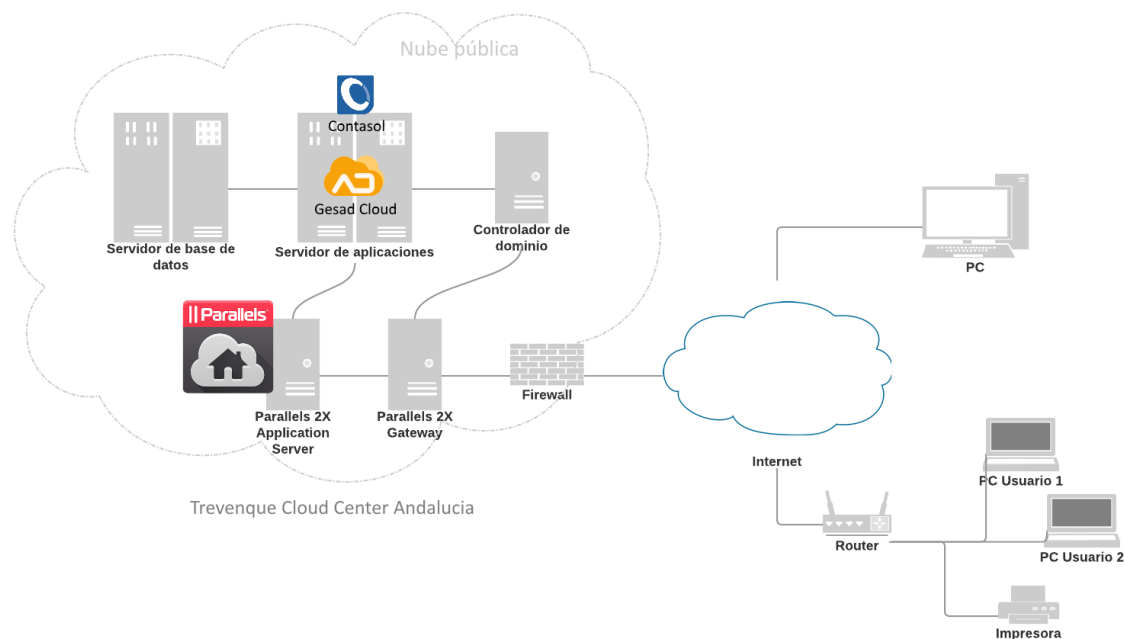 Nube pública
Contasol
Gesad Cloud
Servidor de base de
datos
Servidor de aplicaciones
Controlador de
dominio
PC
|| Parallels
Parallels 2X
Application
Server
Parallels 2X
Gateway
Firewall
Internet
Trevenque Cloud Center Andalucia
PC Usuario 1
Router
PC Usuario 2
Impresora